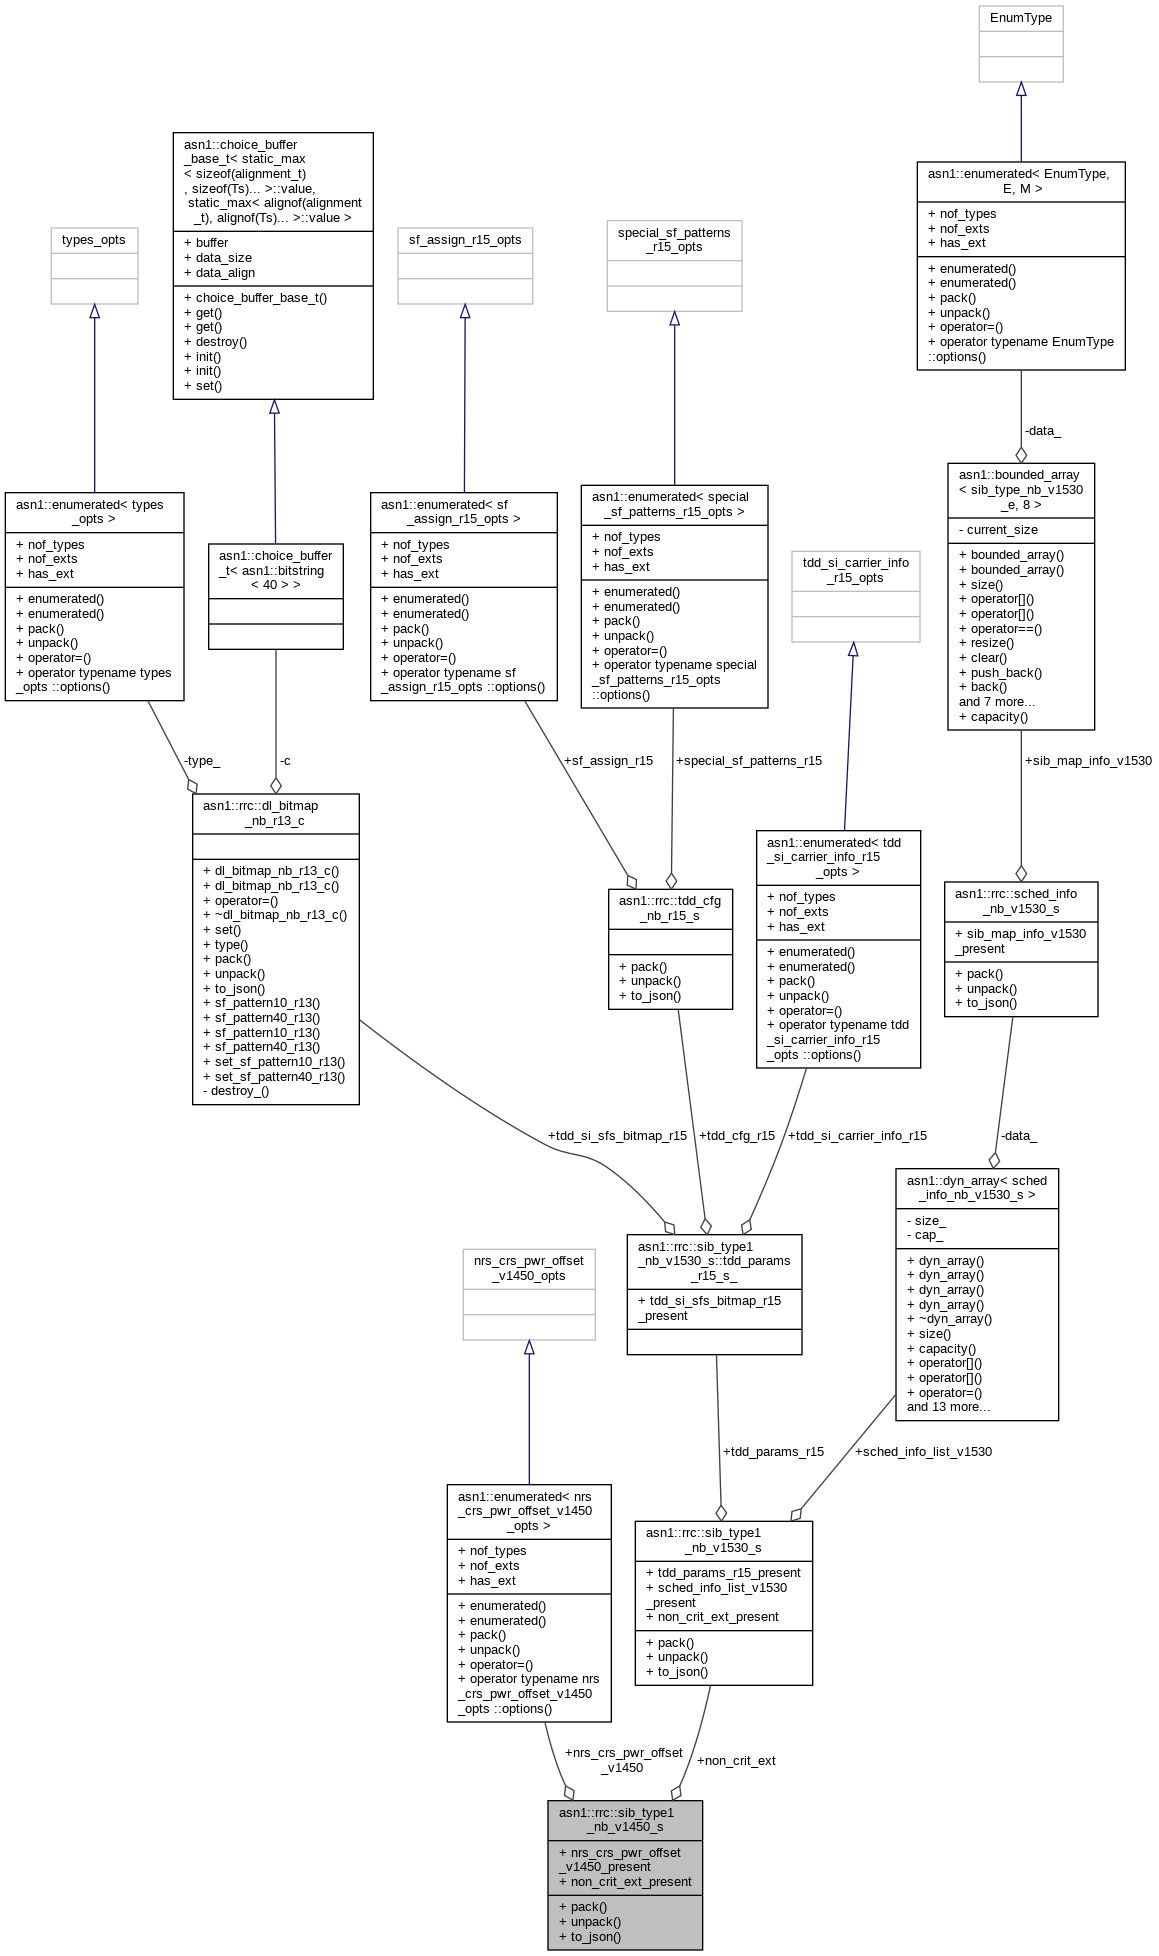 EnumType
asn1::choice_buffer
_base_t< static_max
< sizeof(alignment_t)
, sizeof(Ts)... >::value,
static_max< alignof(alignment
_t), alignof(Ts)... >::value >
+ buffer
+ data_size
+ data_align
+ choice_buffer_base_t()
+ get()
+ get()
+ destroy()
+ init()
+ init()
+ set()
asn1::enumerated< EnumType,
E, M >
+ nof_types
+ nof_exts
+ has_ext
+ enumerated()
+ enumerated()
+ pack()
+ unpack()
+ operator=()
+ operator typename EnumType
::options()
types_opts
sf_assign_r15_opts
special_sf_patterns
_r15_opts
-data_
asn1::bounded_array
< sib_type_nb_v1530
_e, 8 >
- current_size
+ bounded_array()
+ bounded_array()
+ size()
+ operator[]()
+ operator[]()
+ operator==()
+ resize()
+ clear()
+ push_back()
+ back()
and 7 more...
+ capacity()
asn1::enumerated< types
_opts >
+ nof_types
+ nof_exts
+ has_ext
+ enumerated()
+ enumerated()
+ pack()
+ unpack()
+ operator=()
+ operator typename types
_opts ::options()
asn1::choice_buffer
_t< asn1::bitstring
< 40 > >
asn1::enumerated< sf
_assign_r15_opts >
+ nof_types
+ nof_exts
+ has_ext
+ enumerated()
+ enumerated()
+ pack()
+ unpack()
+ operator=()
+ operator typename sf
_assign_r15_opts ::options()
asn1::enumerated< special
_sf_patterns_r15_opts >
+ nof_types
+ nof_exts
+ has_ext
+ enumerated()
+ enumerated()
+ pack()
+ unpack()
+ operator=()
+ operator typename special
_sf_patterns_r15_opts
::options()
tdd_si_carrier_info
_r15_opts
-type_
-c
+sf_assign_r15
+special_sf_patterns_r15
+sib_map_info_v1530
asn1::rrc::dl_bitmap
_nb_r13_c
+ dl_bitmap_nb_r13_c()
+ dl_bitmap_nb_r13_c()
+ operator=()
+ ~dl_bitmap_nb_r13_c()
+ set()
+ type()
+ pack()
+ unpack()
+ to_json()
+ sf_pattern10_r13()
+ sf_pattern40_r13()
+ sf_pattern10_r13()
+ sf_pattern40_r13()
+ set_sf_pattern10_r13()
+ set_sf_pattern40_r13()
- destroy_()
asn1::rrc::tdd_cfg
_nb_r15_s
+ pack()
+ unpack()
+ to_json()
asn1::enumerated< tdd
_si_carrier_info_r15
_opts >
+ nof_types
+ nof_exts
+ has_ext
+ enumerated()
+ enumerated()
+ pack()
+ unpack()
+ operator=()
+ operator typename tdd
_si_carrier_info_r15
_opts ::options()
asn1::rrc::sched_info
_nb_v1530_s
+ sib_map_info_v1530
_present
+ pack()
+ unpack()
+ to_json()
+tdd_si_sfs_bitmap_r15
+tdd_cfg_r15
+tdd_si_carrier_info_r15
-data_
asn1::dyn_array< sched
_info_nb_v1530_s >
- size_
- cap_
+ dyn_array()
+ dyn_array()
+ dyn_array()
+ dyn_array()
+ ~dyn_array()
+ size()
+ capacity()
+ operator[]()
+ operator[]()
+ operator=()
and 13 more...
asn1::rrc::sib_type1
_nb_v1530_s::tdd_params
_r15_s_
+ tdd_si_sfs_bitmap_r15
_present
nrs_crs_pwr_offset
_v1450_opts
+tdd_params_r15
+sched_info_list_v1530
asn1::enumerated< nrs
_crs_pwr_offset_v1450
_opts >
+ nof_types
+ nof_exts
+ has_ext
+ enumerated()
+ enumerated()
+ pack()
+ unpack()
+ operator=()
+ operator typename nrs
_crs_pwr_offset_v1450
_opts ::options()
asn1::rrc::sib_type1
_nb_v1530_s
+ tdd_params_r15_present
+ sched_info_list_v1530
_present
+ non_crit_ext_present
+ pack()
+ unpack()
+ to_json()
+nrs_crs_pwr_offset
_v1450
+non_crit_ext
asn1::rrc::sib_type1
_nb_v1450_s
+ nrs_crs_pwr_offset
_v1450_present
+ non_crit_ext_present
+ pack()
+ unpack()
+ to_json()